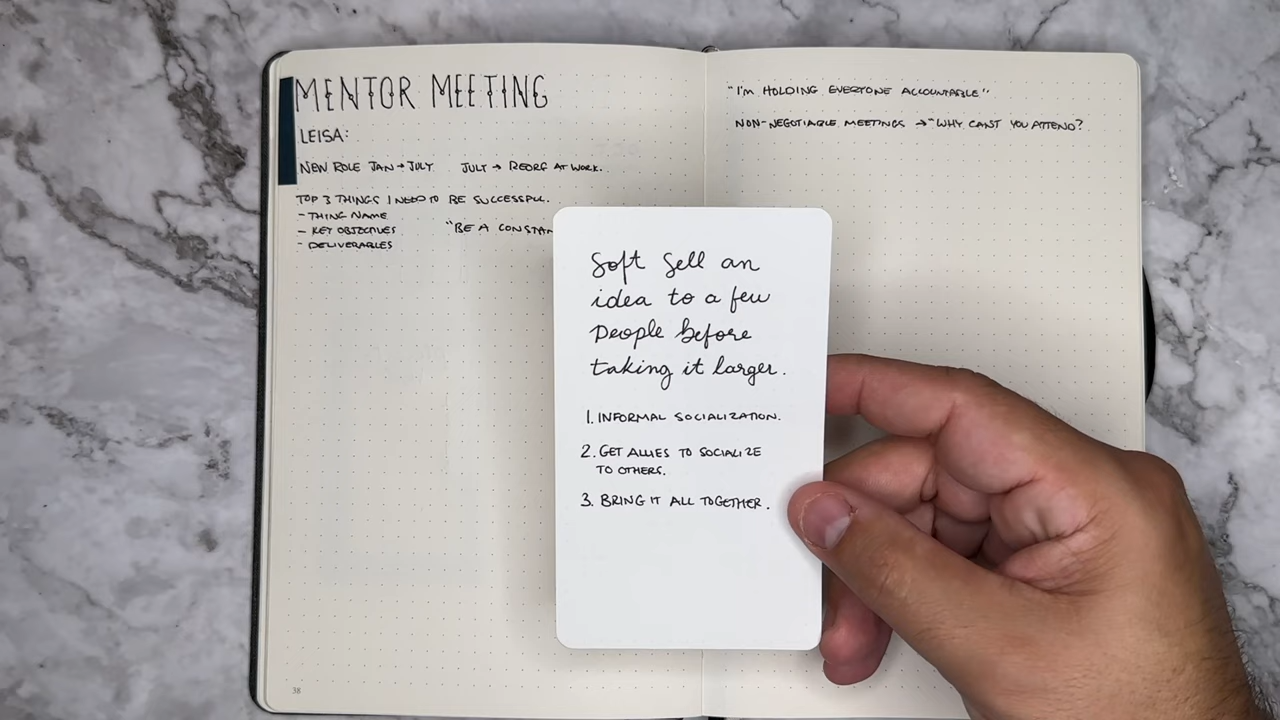 MENTOR MEETING
LEISA:
NEW ROLE JAN → JULY    JULY → REORG AT WORK.
TOP 3 THINGS I NEED TO BE SUCCESSFUL.
- THING NAME
- KEY OBJECTIVES    "BE A CONSTAN
- DELIVERABLES
38
"I'M HOLDING EVERYONE ACCOUNTABLE"
NON-NEGOTIABLE MEETINGS → "WHY CAN'T YOU ATTEND?
Soft Sell an
idea to a few
people before
taking it larger.
1. INFORMAL SOCIALIZATION.
2. GET ALLIES TO SOCIALIZE
TO OTHERS.
3. BRING IT ALL TOGETHER.